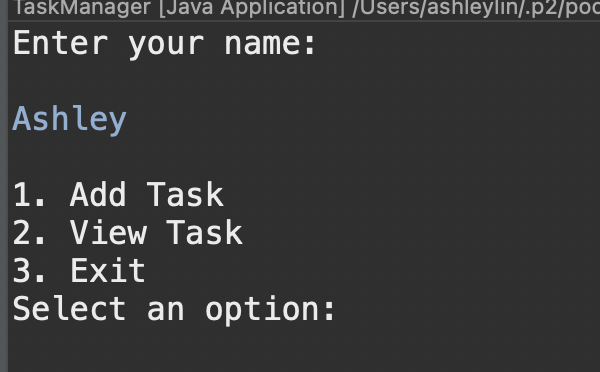 TaskManager [Java Application] /Users/ashleylin/.p2/poo
Enter your name:
Ashley
1. Add Task
2. View Task
3. Exit
Select an option: